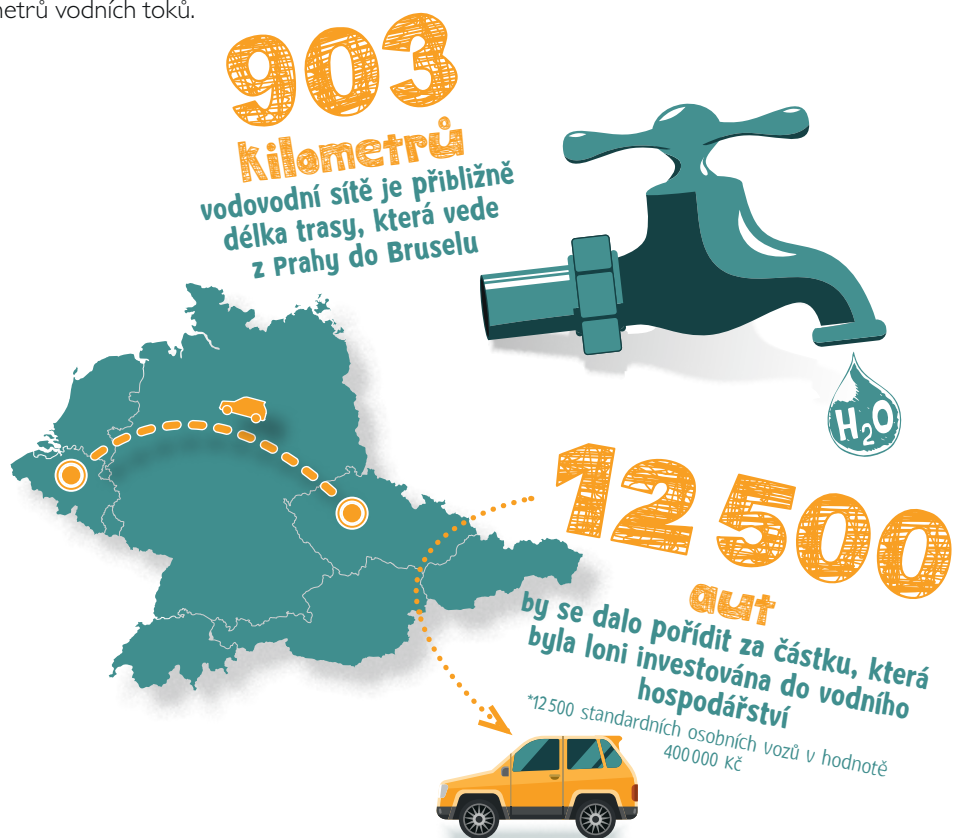 metrů vodních toků.
903
kilometrů
vodovodní sítě je přibližně
délka trasy, která vede
z Prahy do Bruselu
H₂O
12 500
aut
by se dalo pořídit za částku, která
byla loni investována do vodního
hospodářství
*12 500 standardních osobních vozů v hodnotě
400 000 Kč